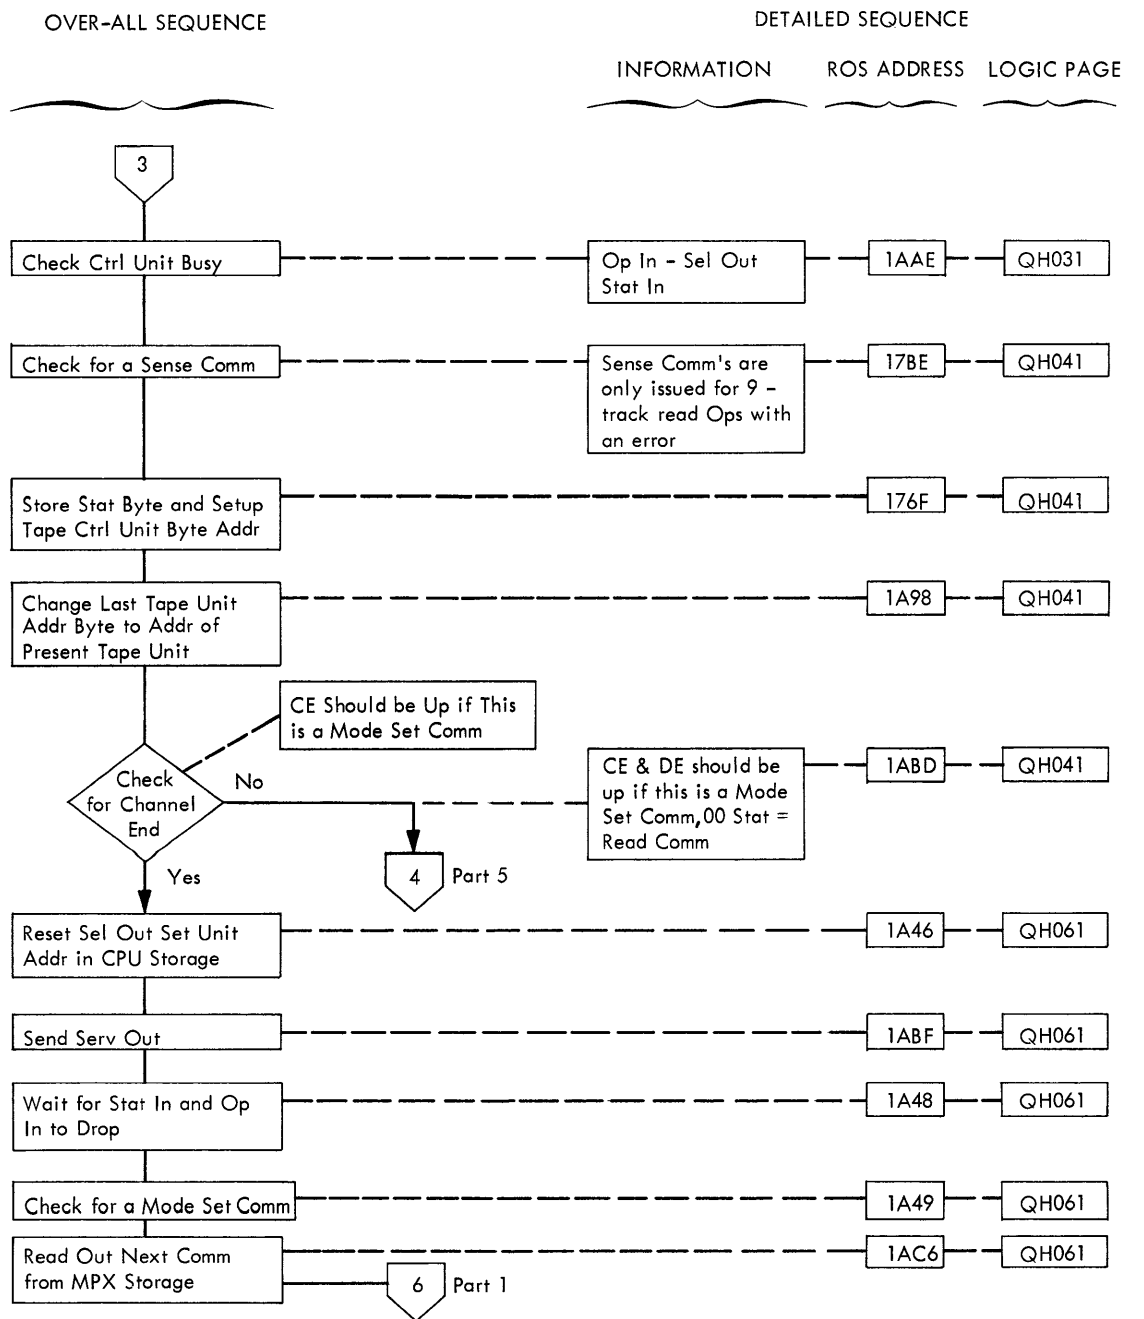 OVER-ALL SEQUENCE
DETAILED SEQUENCE
INFORMATION
ROS ADDRESS
LOGIC PAGE
3
Check Ctrl Unit Busy
Op In - Sel Out
Stat In
1AAE
QH031
Check for a Sense Comm
Sense Comm's are
only issued for 9 -
track read Ops with
an error
17BE
QH041
Store Stat Byte and Setup
Tape Ctrl Unit Byte Addr
176F
QH041
Change Last Tape Unit
Addr Byte to Addr of
Present Tape Unit
1A98
QH041
CE Should be Up if This
is a Mode Set Comm
Check
for Channel
End
No
Yes
CE & DE should be
up if this is a Mode
Set Comm,00 Stat =
Read Comm
1ABD
QH041
4
Part 5
Reset Sel Out Set Unit
Addr in CPU Storage
1A46
QH061
Send Serv Out
1ABF
QH061
Wait for Stat In and Op
In to Drop
1A48
QH061
Check for a Mode Set Comm
1A49
QH061
Read Out Next Comm
from MPX Storage
1AC6
QH061
6
Part 1